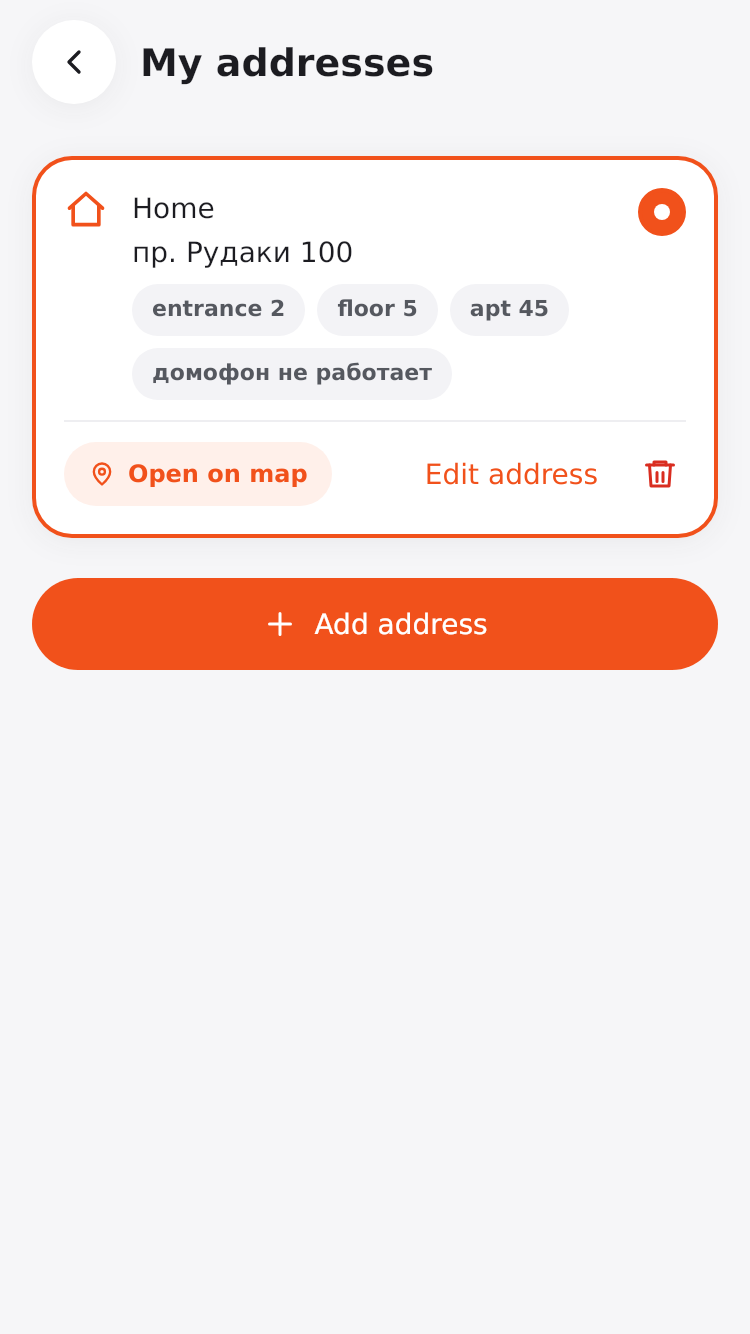 My addresses
Home
пр. Рудаки 100
entrance 2 floor 5 apt 45
домофон не работает
Open on map Edit address
Add address